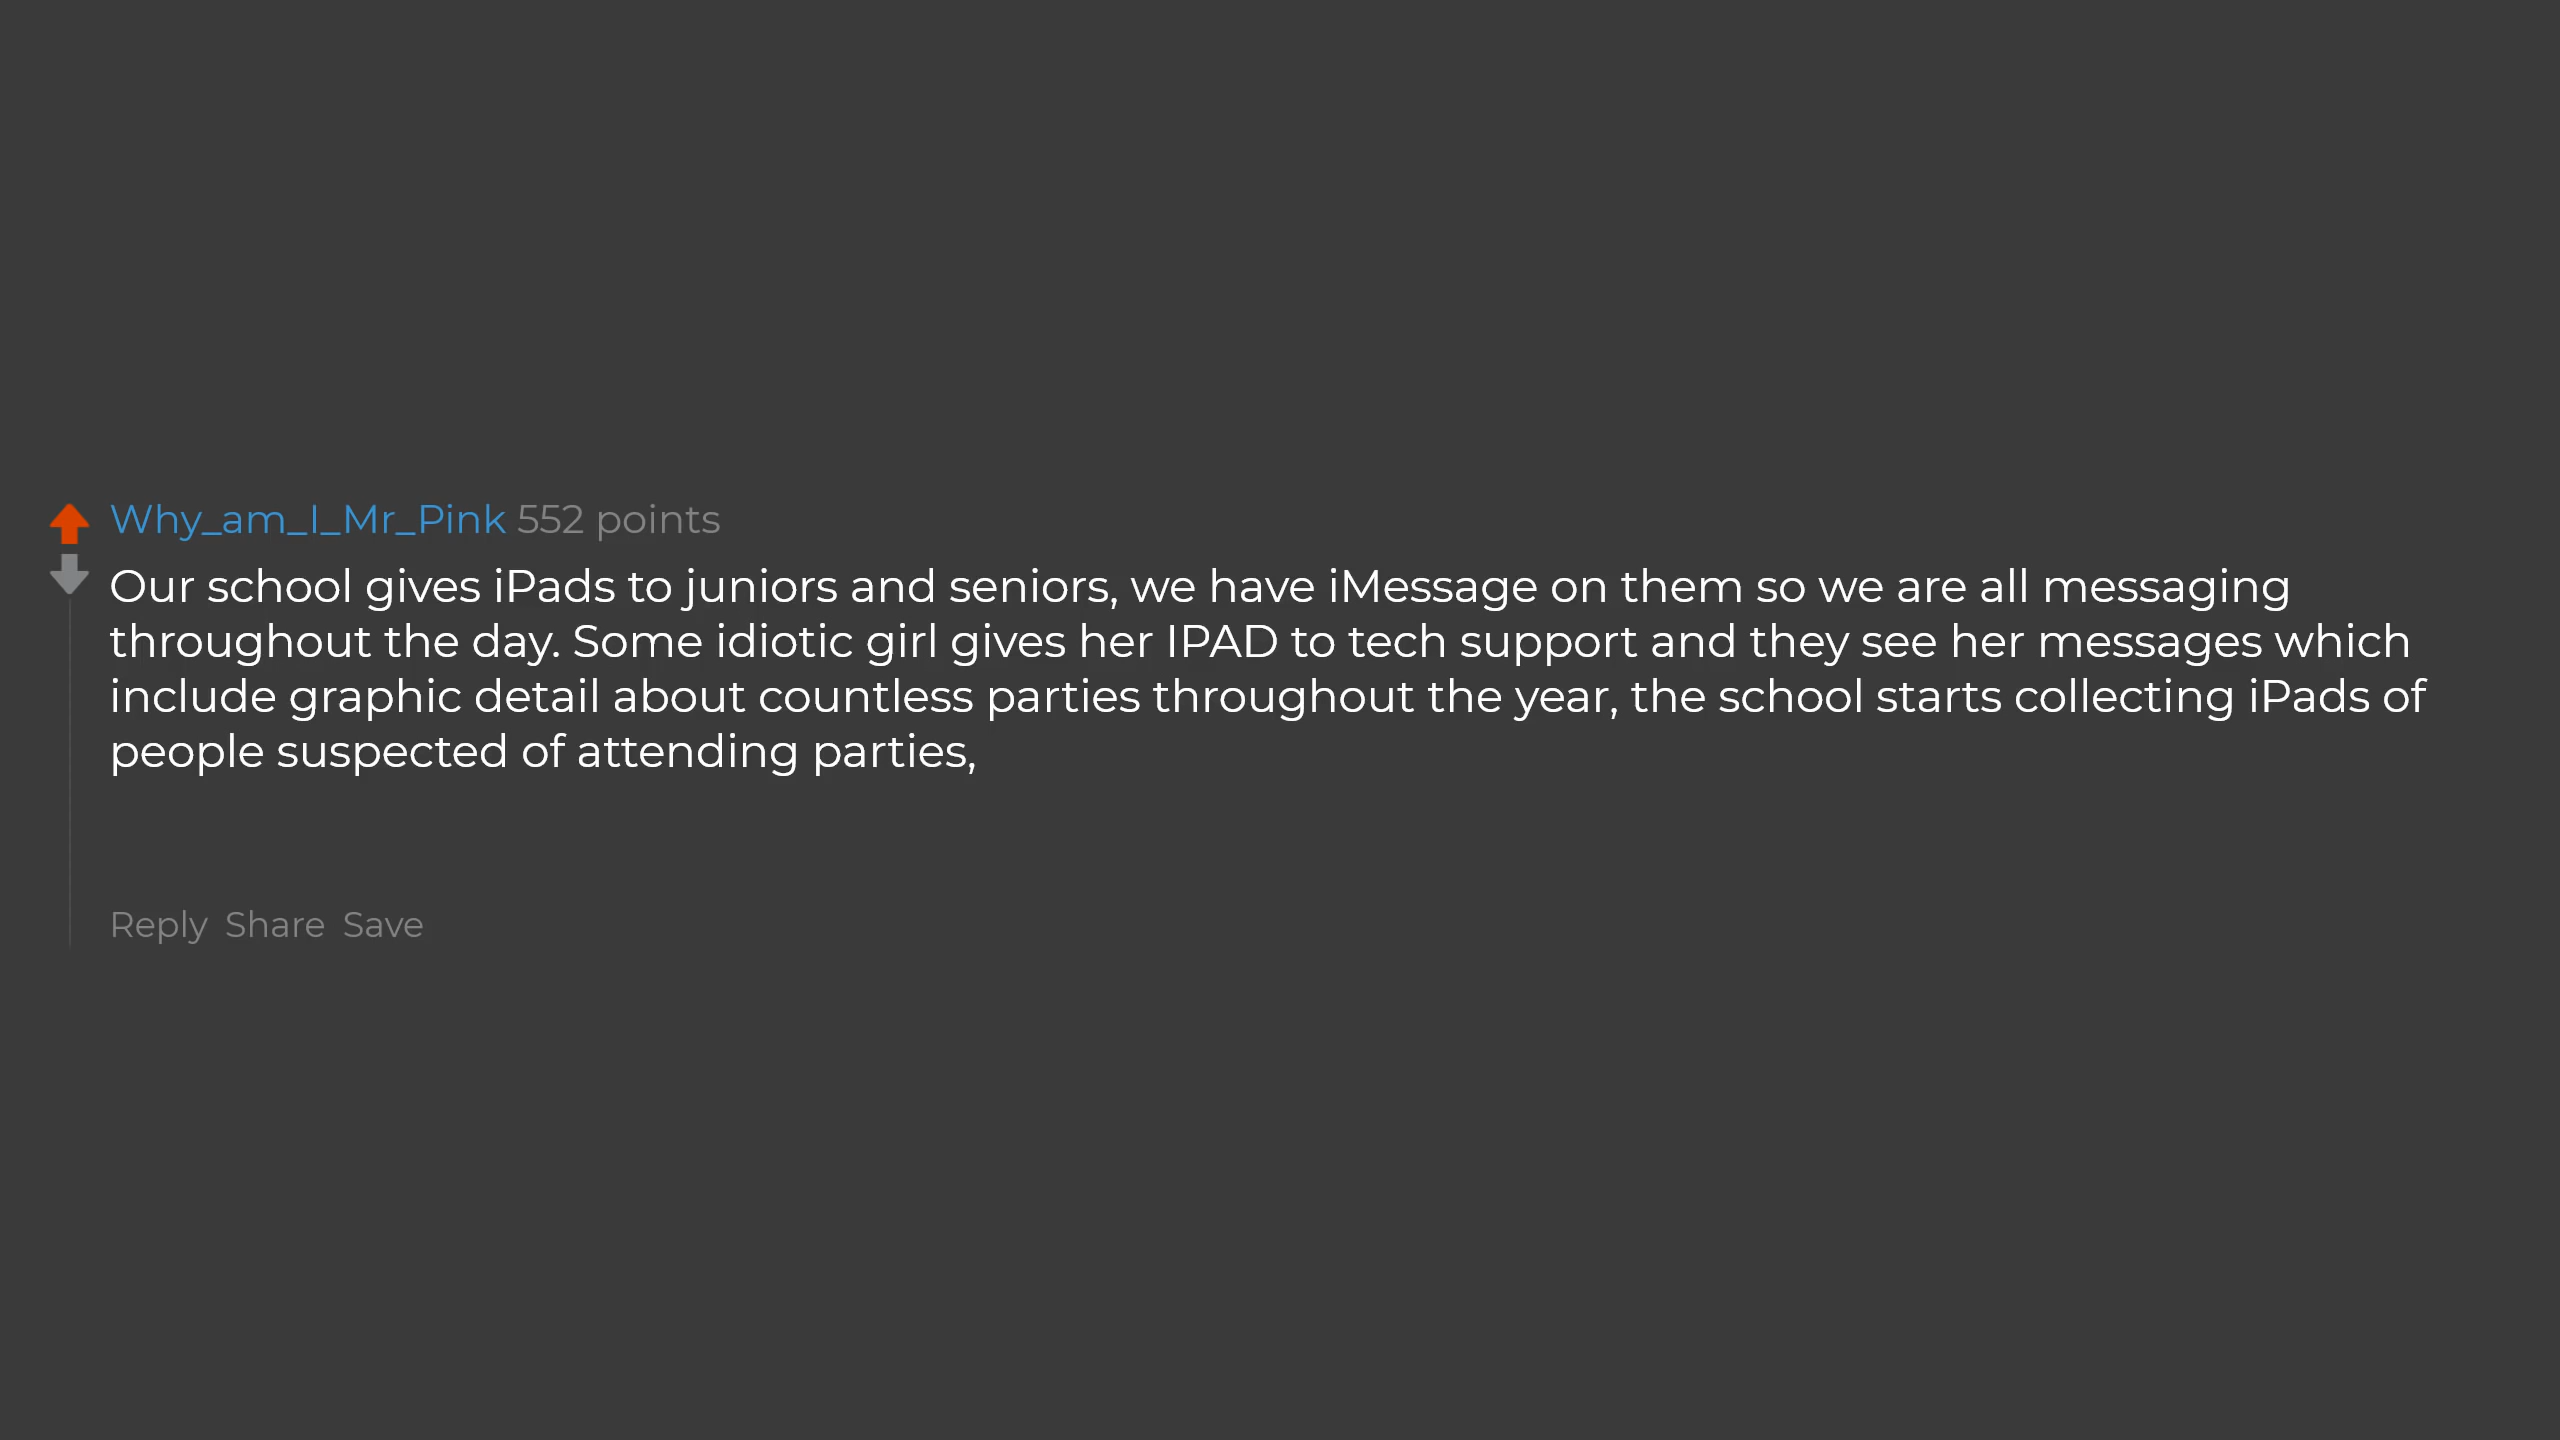 Why_am_I_Mr_Pink 552 points
Our school gives iPads to juniors and seniors, we have iMessage on them so we are all messaging
throughout the day. Some idiotic girl gives her IPAD to tech support and they see her messages which
include graphic detail about countless parties throughout the year, the school starts collecting iPads of
people suspected of attending parties,
Reply Share Save